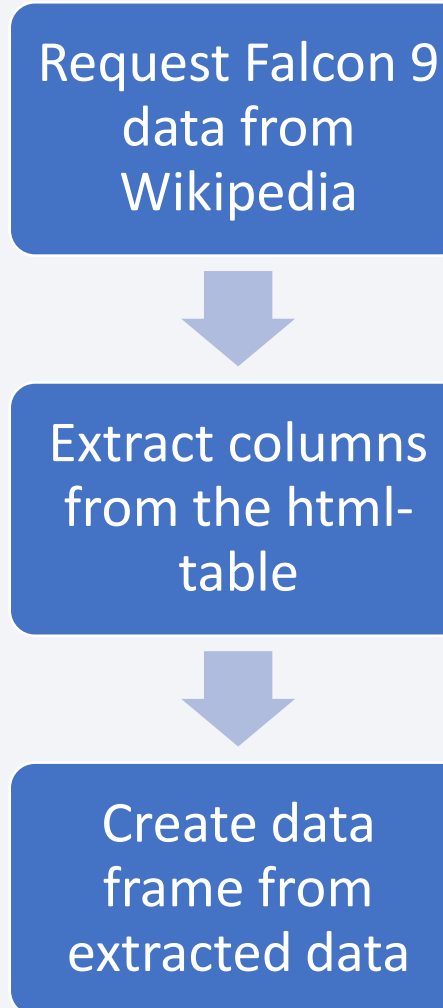 Request Falcon 9
data from
Wikipedia
Extract columns
from the html-
table
Create data
frame from
extracted data